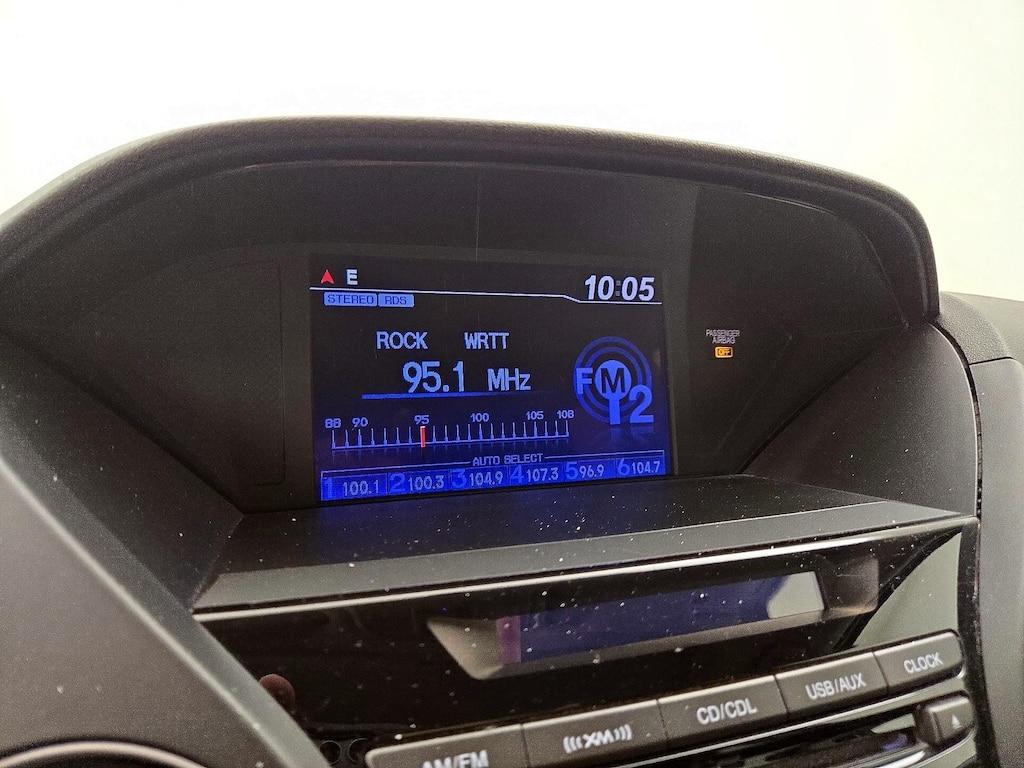 E 10:05
STEREO RDS
ROCK WRTT
95.1 MHz
FM 2
88 90 95 100 105 108
AUTO SELECT
1 100.1 2 100.3 3 104.9 4 107.3 5 96.9 6 104.7
PASSENGER
AIRBAG
OFF
AM/FM (((XM))) CD/CDL USB/AUX CLOCK